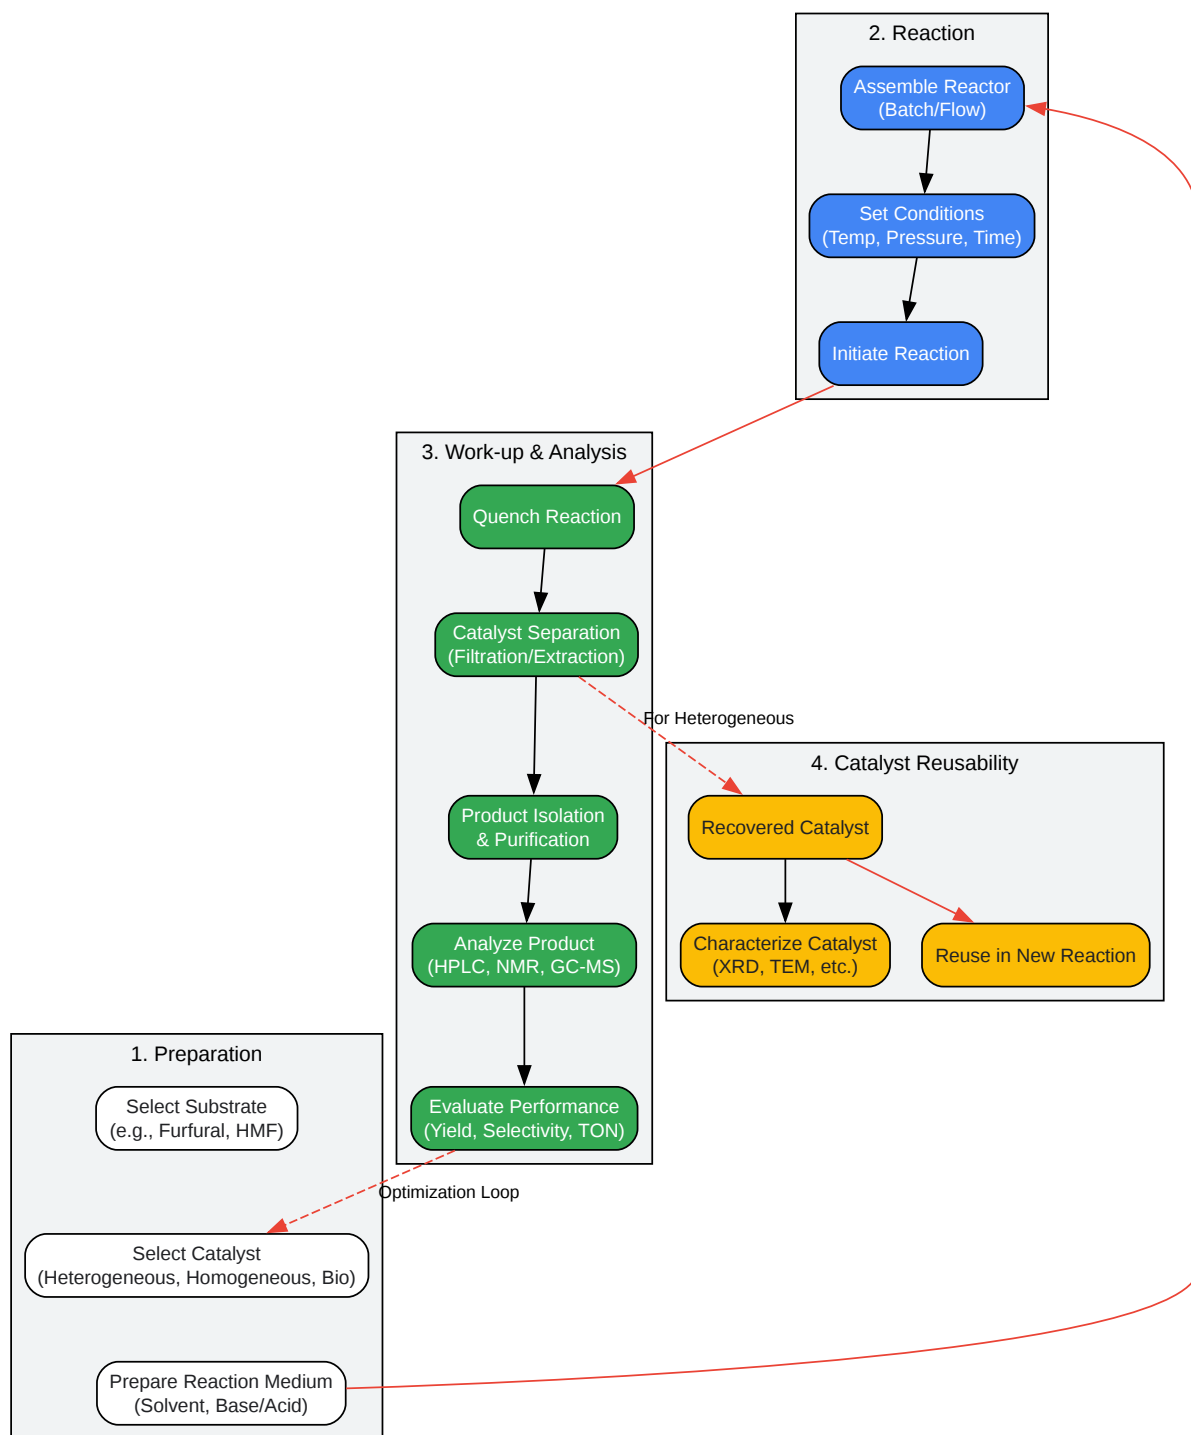 2. Reaction
Assemble Reactor
(Batch/Flow)
Set Conditions
(Temp, Pressure, Time)
Initiate Reaction
3. Work-up & Analysis
Quench Reaction
Catalyst Separation
(Filtration/Extraction)
For Heterogeneous
4. Catalyst Reusability
Product Isolation
& Purification
Recovered Catalyst
Analyze Product
(HPLC, NMR, GC-MS)
Characterize Catalyst
(XRD, TEM, etc.)
Reuse in New Reaction
1. Preparation
Select Substrate
(e.g., Furfural, HMF)
Evaluate Performance
(Yield, Selectivity, TON)
Optimization Loop
Select Catalyst
(Heterogeneous, Homogeneous, Bio)
Prepare Reaction Medium
(Solvent, Base/Acid)